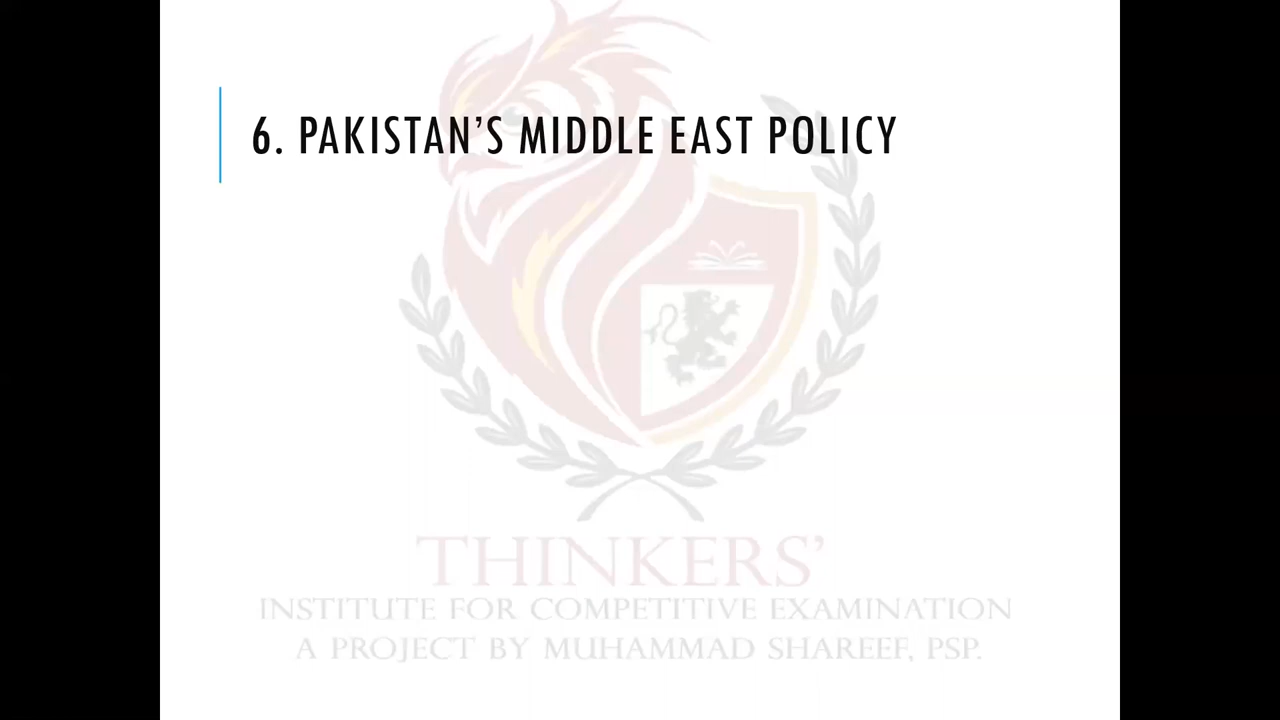 6. PAKISTAN’S MIDDLE EAST POLICY
THINKERS’
INSTITUTE FOR COMPETITIVE EXAMINATION
A PROJECT BY MUHAMMAD SHAREEF, PSP.